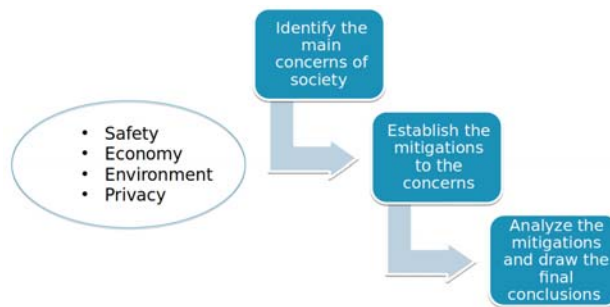 Identify the
main
concerns of
society
• Safety
• Economy
• Environment
• Privacy
Establish the
mitigations
to the
concerns
Analyze the
mitigations
and draw the
final
conclusions